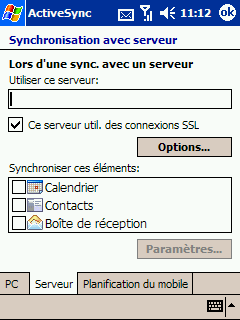 ActiveSync 11:12 ok
Synchronisation avec serveur
Lors d'une sync. avec un serveur
Utiliser ce serveur:
Ce serveur util. des connexions SSL
Options...
Synchroniser ces éléments:
Calendrier
Contacts
Boîte de réception
Paramètres...
PC Serveur Planification du mobile